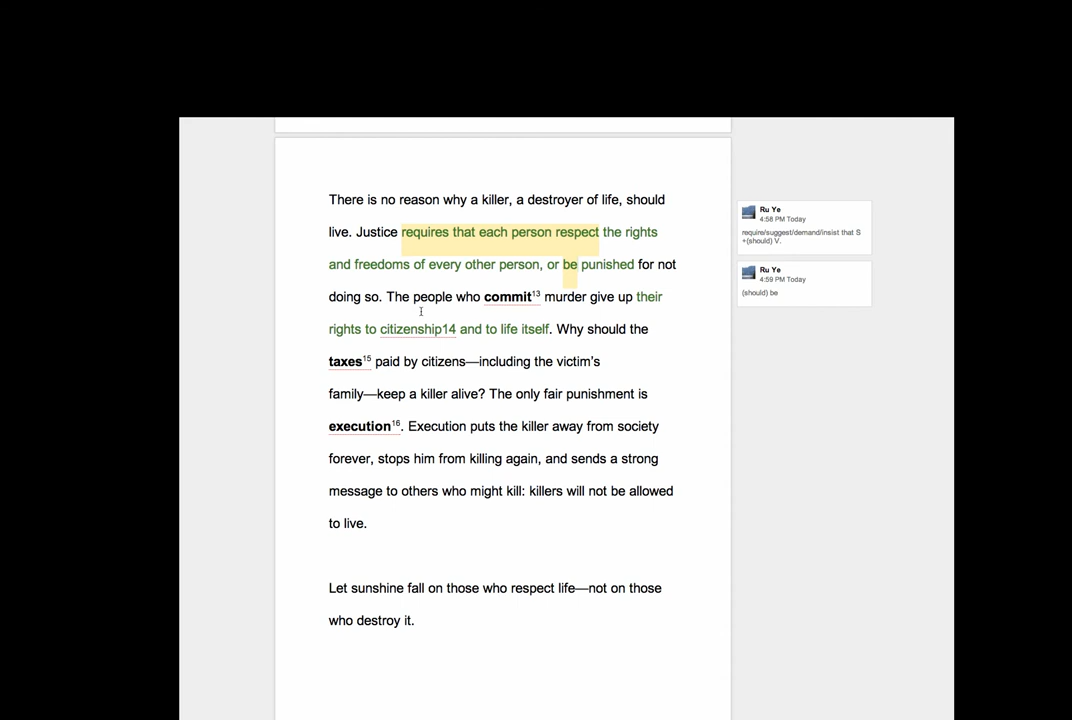 There is no reason why a killer, a destroyer of life, should
live. Justice requires that each person respect the rights
and freedoms of every other person, or be punished for not
doing so. The people who commit13 murder give up their
rights to citizenship14 and to life itself. Why should the
taxes15 paid by citizens—including the victim's
family—keep a killer alive? The only fair punishment is
execution16. Execution puts the killer away from society
forever, stops him from killing again, and sends a strong
message to others who might kill: killers will not be allowed
to live.
Let sunshine fall on those who respect life—not on those
who destroy it.
Ru Ye
4:58 PM Today
require/suggest/demand/insist that S
+(should) V.
Ru Ye
4:59 PM Today
(should) be